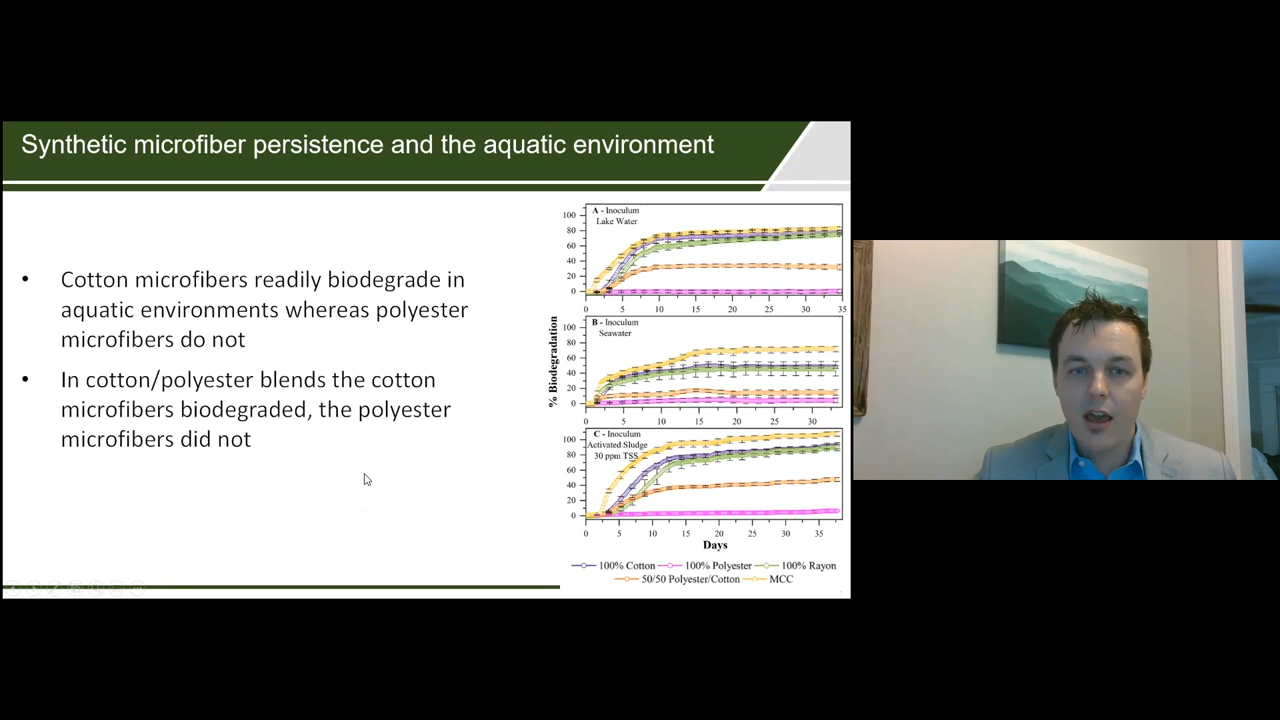 Synthetic microfiber persistence and the aquatic environment
• Cotton microfibers readily biodegrade in
aquatic environments whereas polyester
microfibers do not
• In cotton/polyester blends the cotton
microfibers biodegraded, the polyester
microfibers did not
% Biodegradation
A - Inoculum
Lake Water
100
80
60
40
20
0
0 5 10 15 20 25 30 35
B - Inoculum
Seawater
100
80
60
40
20
0
0 5 10 15 20 25 30
C - Inoculum
Activated Sludge
30 ppm TSS
100
80
60
40
20
0
0 5 10 15 20 25 30 35
Days
100% Cotton 100% Polyester 100% Rayon
50/50 Polyester/Cotton MCC